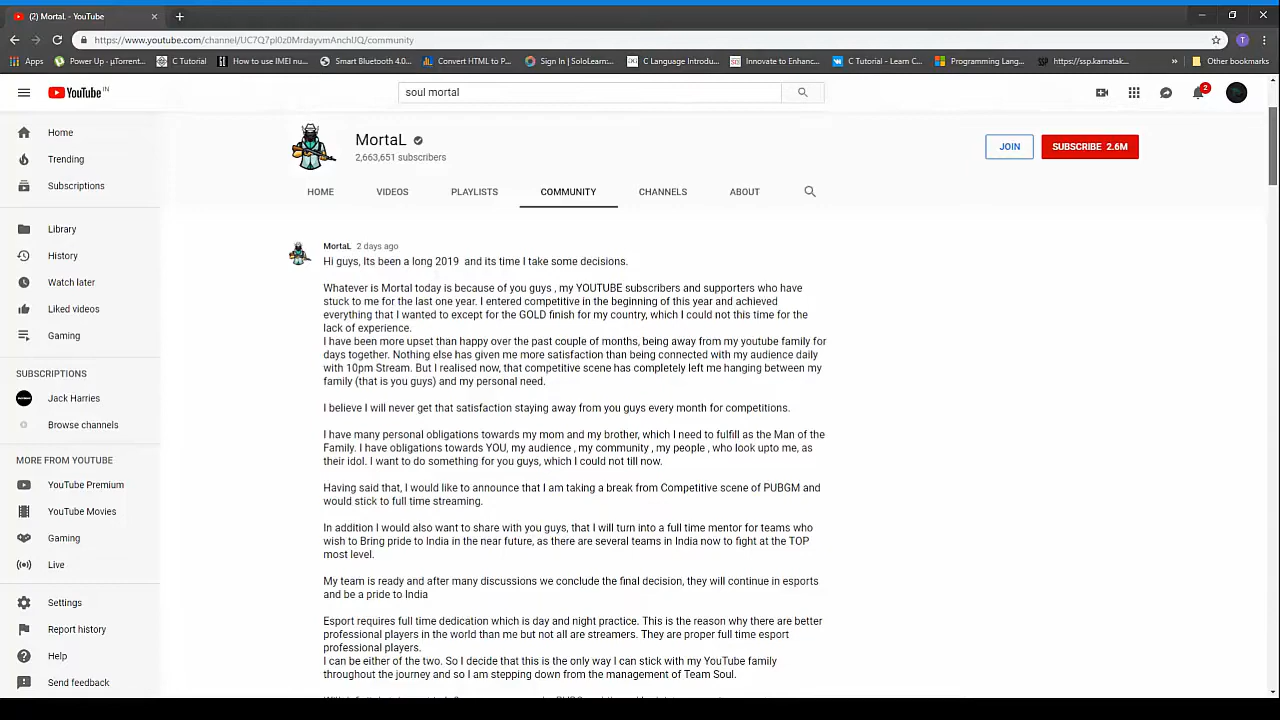 (2) MortaL - YouTube
https://www.youtube.com/channel/
Apps Power Up - μTorrent... C Tutorial How to use IMEI nu... Smart Bluetooth 4.0... Convert HTML to P... Sign In | SoloLearn:... C Language Introdu... Innovate to Enhanc... C Tutorial – Learn C... Programming Lang... https://ssp.karnatak... » Other bookmarks
YouTube IN
soul mortal
2
MortaL
2,663,651 subscribers
JOIN
SUBSCRIBE 2.6M
HOME VIDEOS PLAYLISTS COMMUNITY CHANNELS ABOUT
Home
Trending
Subscriptions
Library
History
Watch later
Liked videos
Gaming
SUBSCRIPTIONS
Jack Harries
Browse channels
MORE FROM YOUTUBE
YouTube Premium
YouTube Movies
Gaming
Live
Settings
Report history
Help
Send feedback
MortaL 2 days ago
Hi guys, Its been a long 2019 and its time I take some decisions.
Whatever is Mortal today is because of you guys , my YOUTUBE subscribers and supporters who have
stuck to me for the last one year. I entered competitive in the beginning of this year and achieved
everything that I wanted to except for the GOLD finish for my country, which I could not this time for the
lack of experience.
I have been more upset than happy over the past couple of months, being away from my youtube family for
days together. Nothing else has given me more satisfaction than being connected with my audience daily
with 10pm Stream. But I realised now, that competitive scene has completely left me hanging between my
family (that is you guys) and my personal need.
I believe I will never get that satisfaction staying away from you guys every month for competitions.
I have many personal obligations towards my mom and my brother, which I need to fulfill as the Man of the
Family. I have obligations towards YOU, my audience , my community , my people , who look upto me, as
their idol. I want to do something for you guys, which I could not till now.
Having said that, I would like to announce that I am taking a break from Competitive scene of PUBGM and
would stick to full time streaming.
In addition I would also want to share with you guys, that I will turn into a full time mentor for teams who
wish to Bring pride to India in the near future, as there are several teams in India now to fight at the TOP
most level.
My team is ready and after many discussions we conclude the final decision, they will continue in esports
and be a pride to India
Esport requires full time dedication which is day and night practice. This is the reason why there are better
professional players in the world than me but not all are streamers. They are proper full time esport
professional players.
I can be either of the two. So I decide that this is the only way I can stick with my YouTube family
throughout the journey and so I am stepping down from the management of Team Soul.